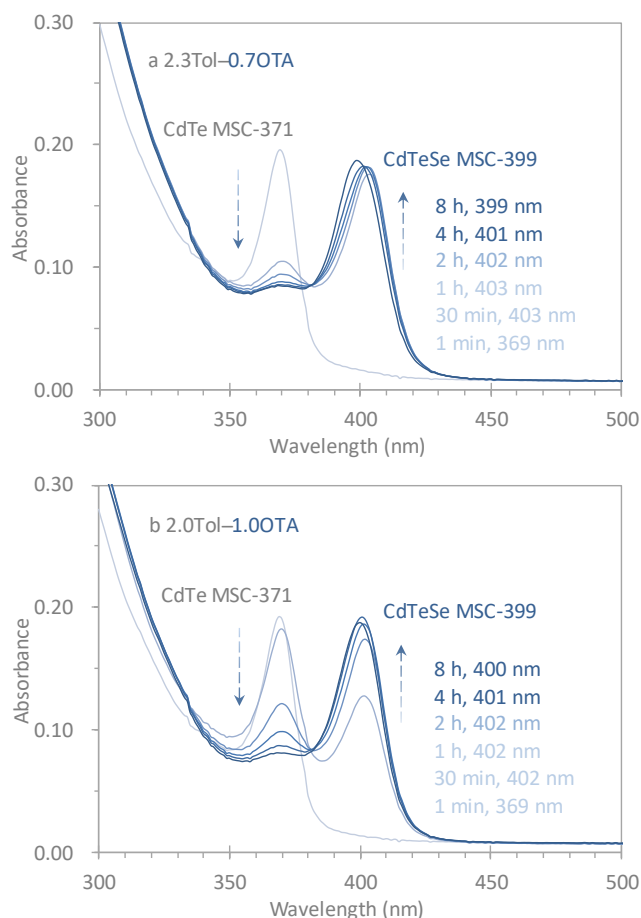 0.30
a 2.3Tol–0.7OTA
CdTe MSC-371
CdTeSe MSC-399
0.20
8 h, 399 nm
4 h, 401 nm
2 h, 402 nm
1 h, 403 nm
30 min, 403 nm
1 min, 369 nm
0.10
0.00
Absorbance
300 350 400 450 500
Wavelength (nm)
0.30
b 2.0Tol–1.0OTA
CdTe MSC-371
CdTeSe MSC-399
0.20
8 h, 400 nm
4 h, 401 nm
2 h, 402 nm
1 h, 402 nm
30 min, 402 nm
1 min, 369 nm
0.10
0.00
Absorbance
300 350 400 450 500
Wavelength (nm)